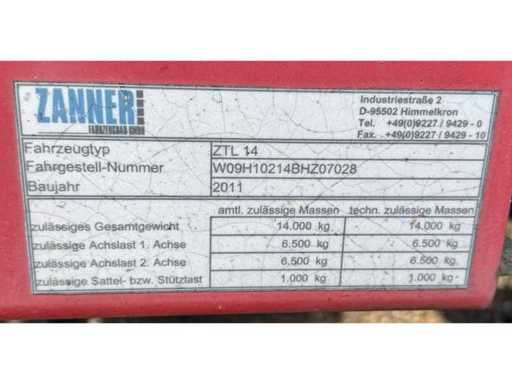 ZANNER
FAHRZEUGBAU GMBH
Industriestraße 2
D-95502 Himmelkron
Tel. +49(0)9227 / 9429 - 0
Fax. +49(0)9227 / 9429 - 10
Fahrzeugtyp ZTL 14
Fahrgestell-Nummer W09H10214BHZ07028
Baujahr 2011
amtl. zulässige Massen techn. zulässige Massen
zulässiges Gesamtgewicht 14.000 kg 14.000 kg
zulässige Achslast 1. Achse 6.500 kg 6.500 kg
zulässige Achslast 2. Achse 6.500 kg 6.500 kg
zulässige Sattel- bzw. Stützlast 1.000 kg 1.000 kg